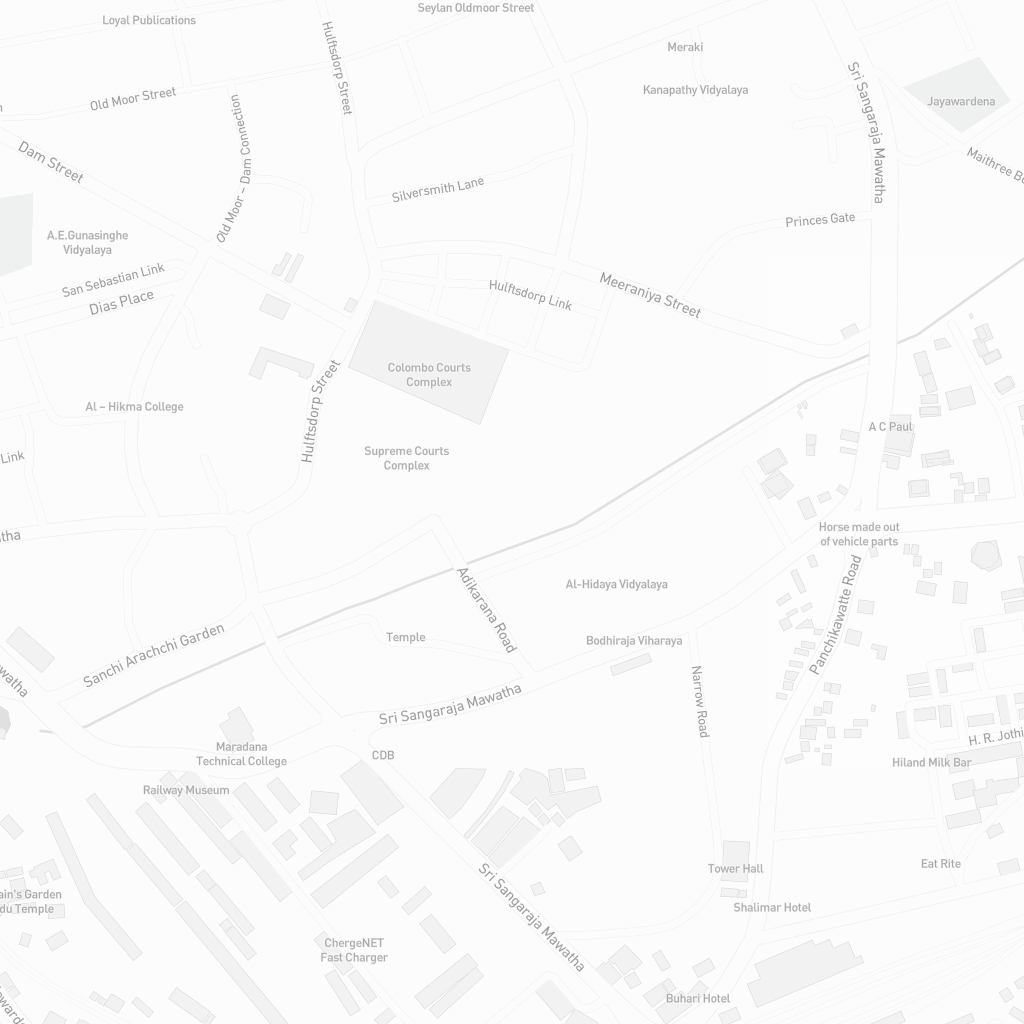 Seylan Oldmoor Street
Loyal Publications
Hulftsdorp Street
Meraki
Sri Sangaraja Mawatha
Kanapathy Vidyalaya
Old Moor Street
Jayawardena
Old Moor – Dam Connection
Dam Street
Maithree
Silversmith Lane
Princes Gate
A.E.Gunasinghe
Vidyalaya
San Sebastian Link
Dias Place
Hulftsdorp Link
Meeraniya Street
Colombo Courts
Complex
Hulftsdorp Street
Al – Hikma College
A C Paul
Supreme Courts
Complex
Link
Horse made out
of vehicle parts
Adikarana Road
Al-Hidaya Vidyalaya
Panchikawatte Road
Temple
Bodhiraja Viharaya
Sanchi Arachchi Garden
Narrow Road
Sri Sangaraja Mawatha
H. R. Jothi
Maradana
Technical College
CDB
Hiland Milk Bar
Railway Museum
Tower Hall
Eat Rite
Sri Sangaraja Mawatha
Garden
Temple
Shalimar Hotel
ChergeNET
Fast Charger
Buhari Hotel